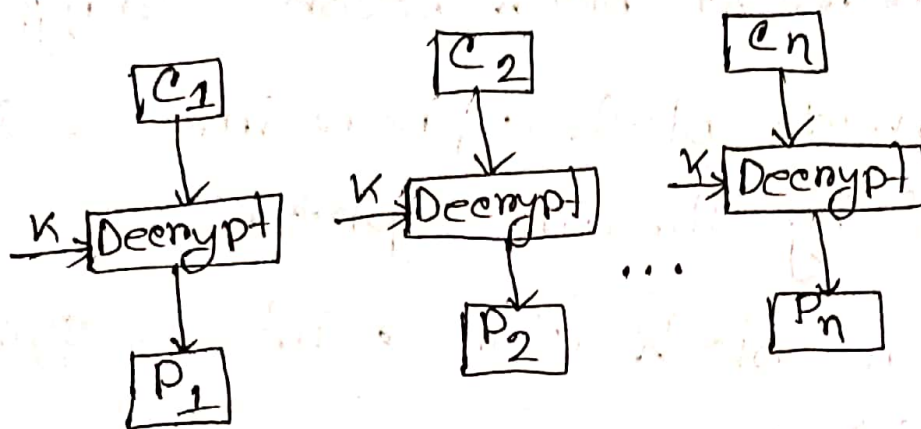 C1 C2 Cn
K Decrypt K Decrypt K Decrypt
...
P1 P2 Pn